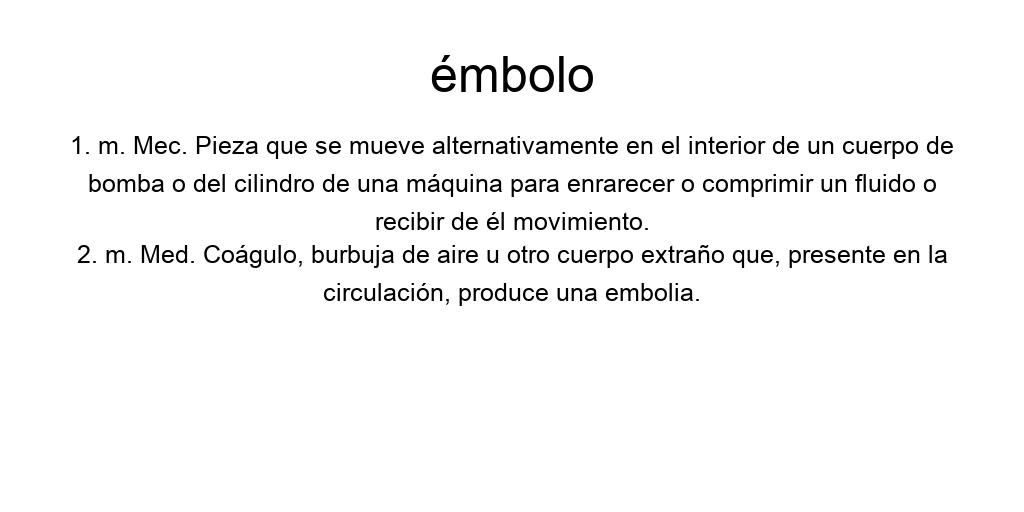 émbolo
1. m. Mec. Pieza que se mueve alternativamente en el interior de un cuerpo de
bomba o del cilindro de una máquina para enrarecer o comprimir un fluido o
recibir de él movimiento.
2. m. Med. Coágulo, burbuja de aire u otro cuerpo extraño que, presente en la
circulación, produce una embolia.